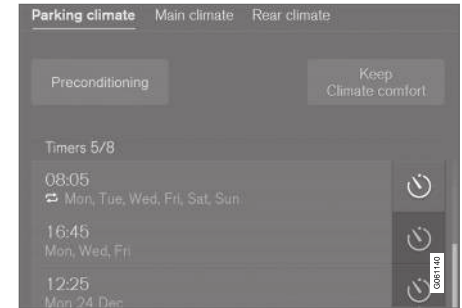 Parking climate Main climate Rear climate
Preconditioning
Keep
Climate comfort
Timers 5/8
08:05
Mon, Tue, Wed, Fri, Sat, Sun
16:45
Mon, Wed, Fri
12:25
Mon 24 Dec
G061140